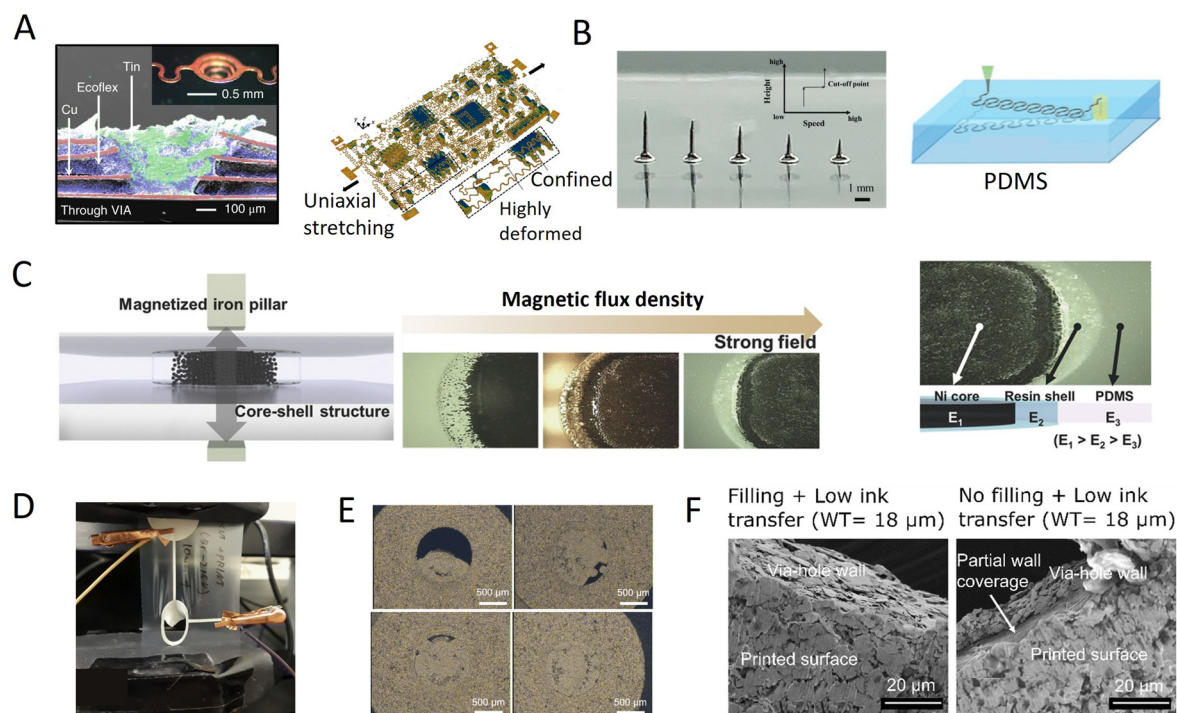 A
Tin
Ecoflex
Cu
0.5 mm
Through VIA
100 μm
Uniaxial
stretching
Confined
Highly
deformed
B
high
Height
Cut-off point
low
Speed
high
1 mm
PDMS
C
Magnetized iron pillar
Core-shell structure
Magnetic flux density
Strong field
Ni core
Resin shell
PDMS
E₁
E₂
E₃
(E₁ > E₂ > E₃)
D
E
500 μm
500 μm
500 μm
500 μm
F
Filling + Low ink
transfer (WT= 18 μm)
Via-hole wall
Printed surface
20 μm
No filling + Low ink
transfer (WT= 18 μm)
Partial wall
coverage
Via-hole wall
Printed surface
20 μm